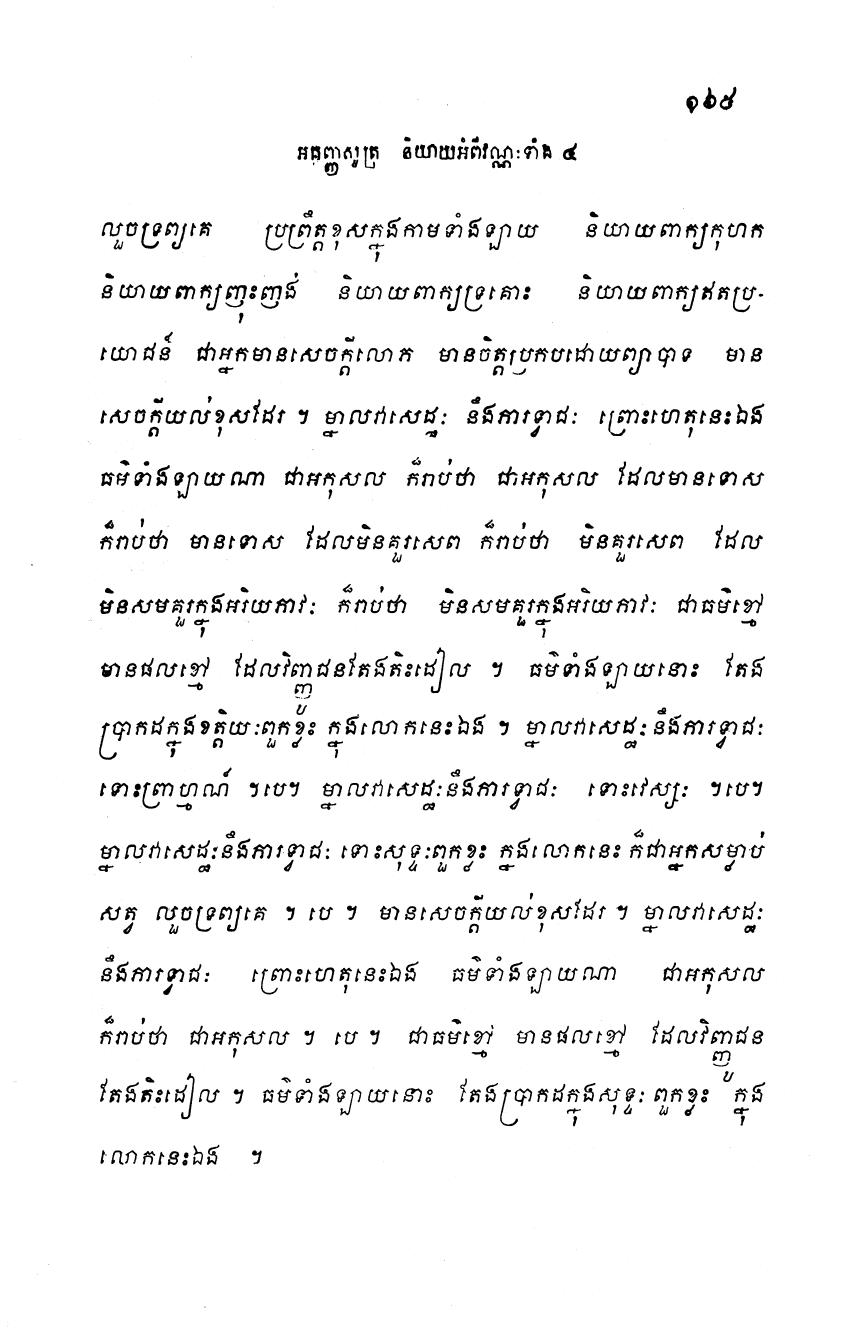 ១៦៥
អគ្គញ្ញសូត្រ និយាយអំពីវណ្ណៈទាំង ៤
លួចទ្រព្យគេ ប្រព្រឹត្តខុសក្នុងកាមទាំងឡាយ និយាយពាក្យកុហក
និយាយពាក្យញុះញង់ និយាយពាក្យទ្រគោះ និយាយពាក្យឥតប្រ-
យោជន៍ ជាអ្នកមានសេចក្តីលោភ មានចិត្តប្រកបដោយព្យាបាទ មាន
សេចក្តីយល់ខុសដែរ ។ ម្នាលវាសេដ្ឋៈ នឹងភារទ្វាជៈ ព្រោះហេតុនេះឯង
ធម៌ទាំងឡាយណា ជាអកុសល ក៏រាប់ថា ជាអកុសល ដែលមានទោស
ក៏រាប់ថា មានទោស ដែលមិនគួរសេព ក៏រាប់ថា មិនគួរសេព ដែល
មិនសមគួរក្នុងអរិយភាវៈ ក៏រាប់ថា មិនសមគួរក្នុងអរិយភាវៈ ជាធម៌ខ្មៅ
មានផលខ្មៅ ដែលវិញ្ញូជនតែងតិះដៀល ។ ធម៌ទាំងឡាយនោះ តែង
ប្រាកដក្នុងខត្តិយៈពួកខ្លះ ក្នុងលោកនេះឯង ។ ម្នាលវាសេដ្ឋៈនឹងភារទ្វាជៈ
ទោះព្រាហ្មណ៍ ។បេ។ ម្នាលវាសេដ្ឋៈនឹងភារទ្វាជៈ ទោះវេស្សៈ ។បេ។
ម្នាលវាសេដ្ឋៈនឹងភារទ្វាជៈ ទោះសុទ្ទៈពួកខ្លះ ក្នុងលោកនេះ ក៏ជាអ្នកសម្លាប់
សត្វ លួចទ្រព្យគេ ។ បេ ។ មានសេចក្តីយល់ខុសដែរ ។ ម្នាលវាសេដ្ឋៈ
នឹងភារទ្វាជៈ ព្រោះហេតុនេះឯង ធម៌ទាំងឡាយណា ជាអកុសល
ក៏រាប់ថា ជាអកុសល ។ បេ ។ ជាធម៌ខ្មៅ មានផលខ្មៅ ដែលវិញ្ញូជន
តែងតិះដៀល ។ ធម៌ទាំងឡាយនោះ តែងប្រាកដក្នុងសុទ្ទៈ ពួកខ្លះ ក្នុង
លោកនេះឯង ។